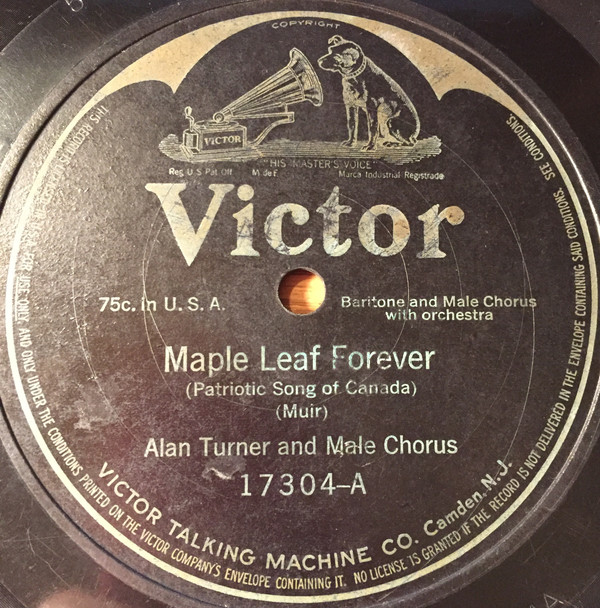 COPYRIGHT
VICTOR
"HIS MASTER'S VOICE"
Reg. U.S. Pat. Off. M. de F. Marca Industrial Registrada
Victor
75c. in U. S. A.
Baritone and Male Chorus
with orchestra
Maple Leaf Forever
(Patriotic Song of Canada)
(Muir)
Alan Turner and Male Chorus
17304–A
VICTOR TALKING MACHINE CO. Camden, N.J.
THIS RECORD
FOR USE ONLY AND ONLY UNDER THE CONDITIONS PRINTED ON THE VICTOR COMPANY'S ENVELOPE CONTAINING IT. NO LICENSE IS GRANTED IF THE RECORD IS NOT DELIVERED IN THE ENVELOPE CONTAINING SAID CONDITIONS.
SEE CONDITIONS.